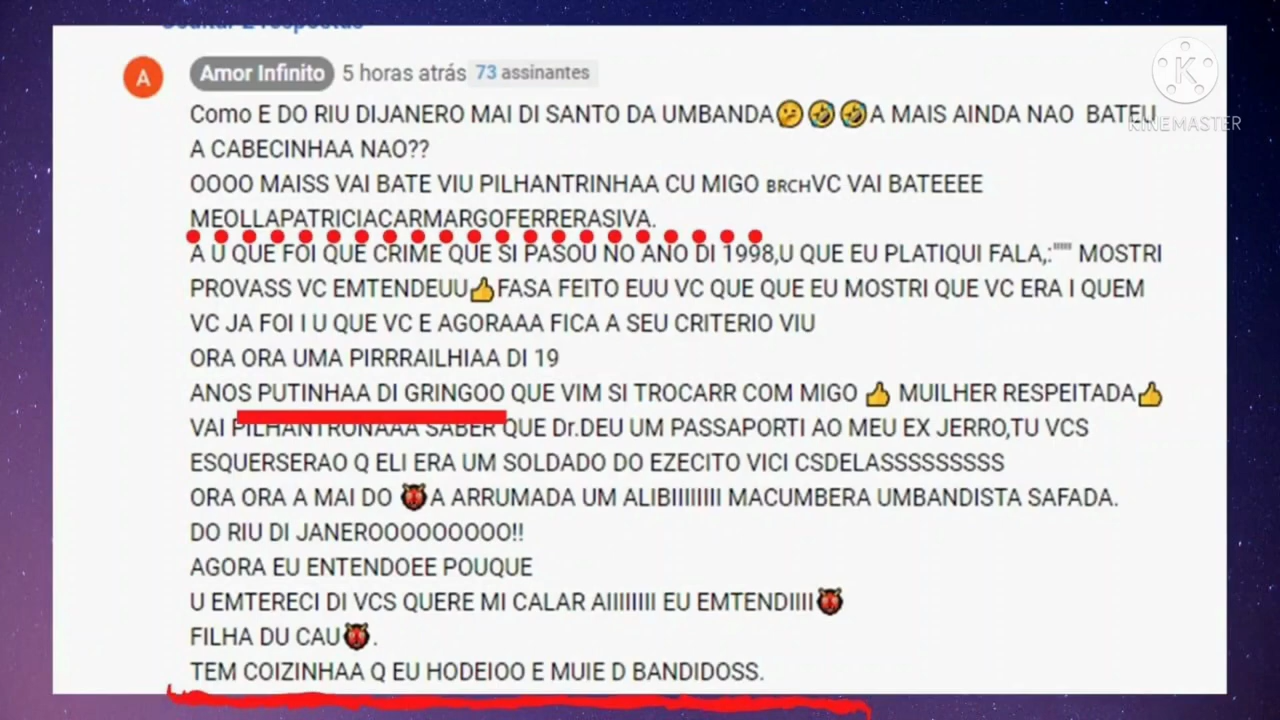 Ocultar 2 respostas
A
Amor Infinito 5 horas atrás 73 assinantes
K
KINEMASTER
Como E DO RIU DIJANERO MAI DI SANTO DA UMBANDA🤔🤣🤣A MAIS AINDA NAO BATEU
A CABECINHAA NAO??
OOOO MAISS VAI BATE VIU PILHANTRINHAA CU MIGO BRCHVC VAI BATEEEE
MEOLLAPATRICIACARMARGOFERRERASIVA.
A U QUE FOI QUE CRIME QUE SI PASOU NO ANO DI 1998,U QUE EU PLATIQUI FALA,:""" MOSTRI
PROVASS VC EMTENDEUU👍FASA FEITO EUU VC QUE QUE EU MOSTRI QUE VC ERA I QUEM
VC JA FOI I U QUE VC E AGORAAA FICA A SEU CRITERIO VIU
ORA ORA UMA PIRRRAILHIAA DI 19
ANOS PUTINHAA DI GRINGOO QUE VIM SI TROCARR COM MIGO 👍 MUILHER RESPEITADA👍
VAI PILHANTRONAAA SABER QUE Dr.DEU UM PASSAPORTI AO MEU EX JERRO,TU VCS
ESQUERSERAO Q ELI ERA UM SOLDADO DO EZECITO VICI CSDELASSSSSSSSS
ORA ORA A MAI DO 👹A ARRUMADA UM ALIBIIIIIIII MACUMBERA UMBANDISTA SAFADA.
DO RIU DI JANEROOOOOOOOO!!
AGORA EU ENTENDOEE POUQUE
U EMTERECI DI VCS QUERE MI CALAR AIIIIIIII EU EMTENDIIII👹
FILHA DU CAU👹.
TEM COIZINHAA Q EU HODEIOO E MUIE D BANDIDOSS.